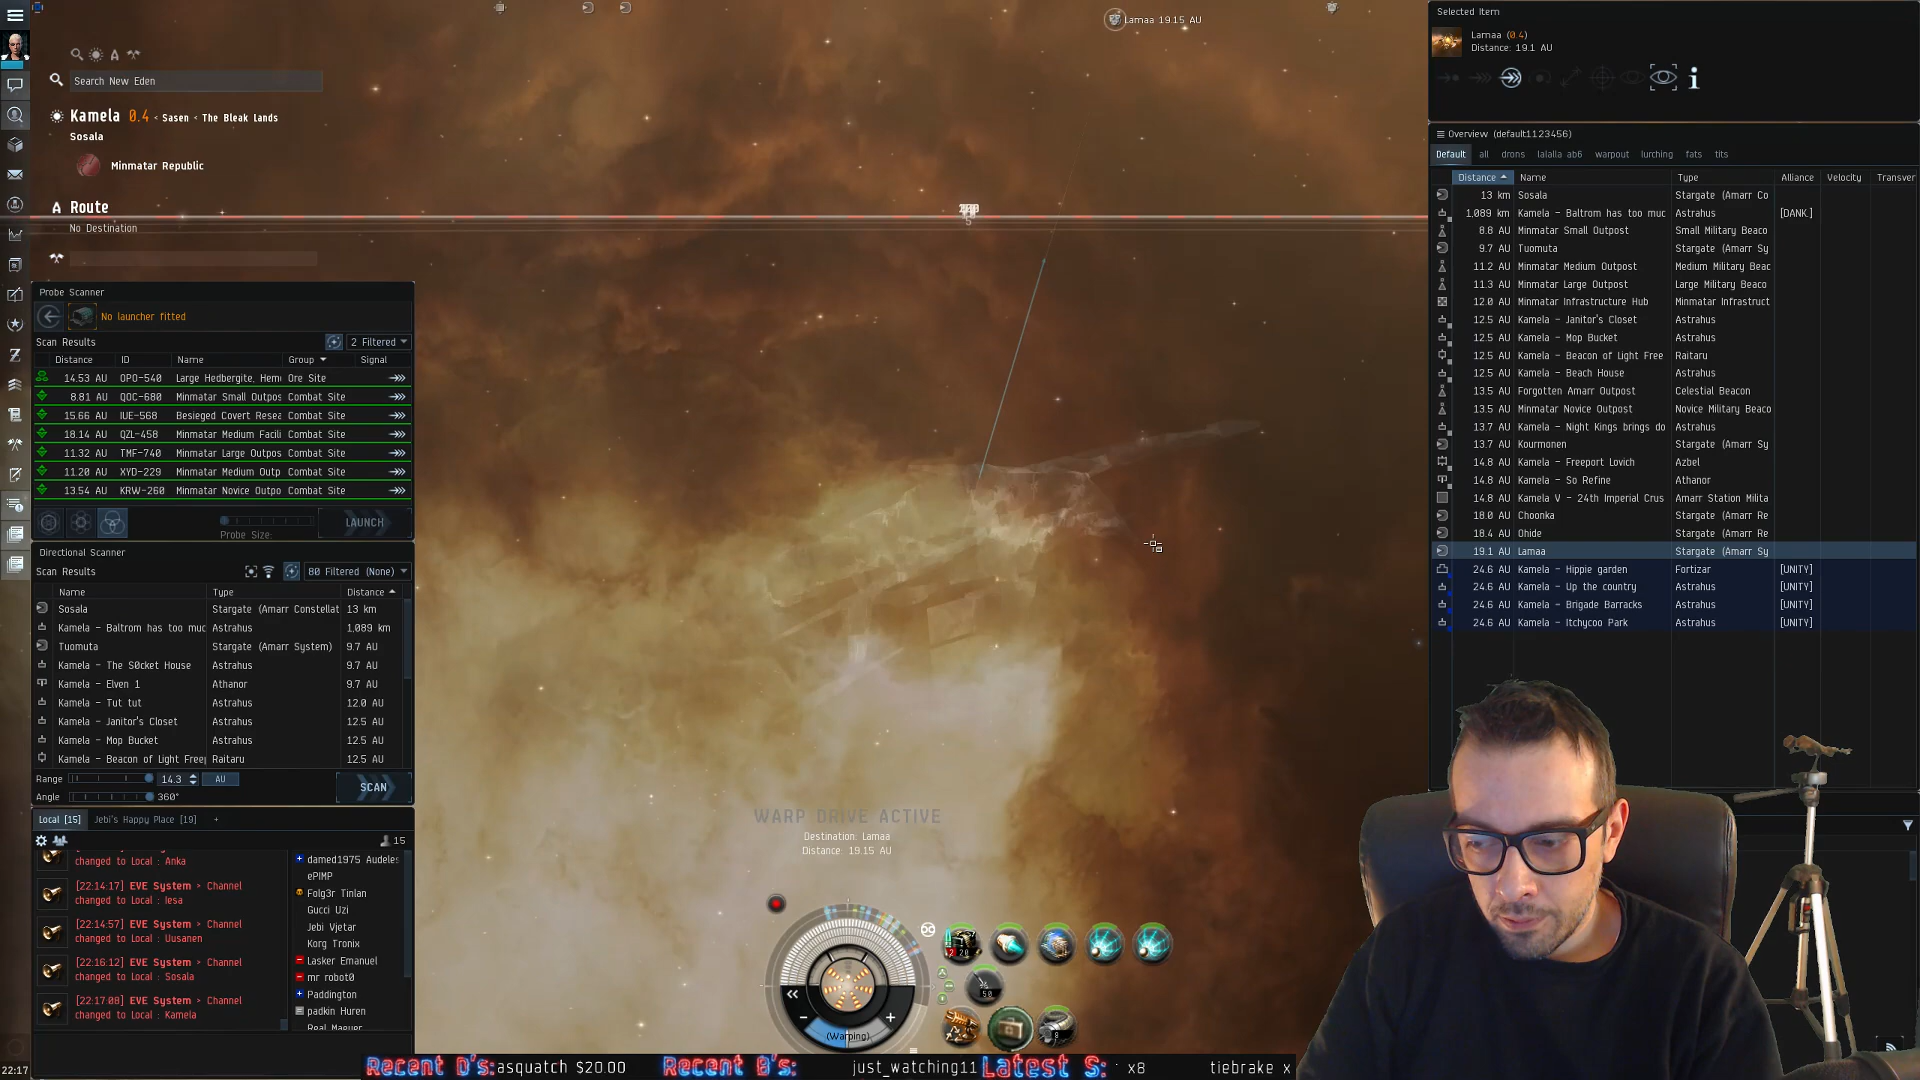 Lamaa 19.15 AU
Search New Eden
Kamela 0.4 < Sasen < The Bleak Lands
Sosala
Minmatar Republic
Route
No Destination
Probe Scanner
No launcher fitted
Scan Results 2 Filtered
Distance ID Name Group Signal
14.53 AU OPO-540 Large Hedbergite, Hem Ore Site
8.81 AU QOC-680 Minmatar Small Outpos Combat Site
15.66 AU IUE-568 Besieged Covert Resea Combat Site
18.14 AU QZL-458 Minmatar Medium Facili Combat Site
11.32 AU TMF-740 Minmatar Large Outpos Combat Site
11.20 AU XYD-229 Minmatar Medium Outp Combat Site
13.54 AU KRW-260 Minmatar Novice Outpo Combat Site
Probe Size:
LAUNCH
Directional Scanner
Scan Results 80 Filtered (None)
Name Type Distance
Sosala Stargate (Amarr Constellat 13 km
Kamela - Baltrom has too muc Astrahus 1,089 km
Tuomuta Stargate (Amarr System) 9.7 AU
Kamela - The S0cket House Astrahus 9.7 AU
Kamela - Elven 1 Athanor 9.7 AU
Kamela - Tut tut Astrahus 12.0 AU
Kamela - Janitor's Closet Astrahus 12.5 AU
Kamela - Mop Bucket Astrahus 12.5 AU
Kamela - Beacon of Light Free Raitaru 12.5 AU
Range 14.3 AU
Angle 360°
SCAN
Local [15] Jebi's Happy Place [19] +
15
changed to Local : Anka
[22:14:17] EVE System > Channel
changed to Local : Iesa
[22:14:57] EVE System > Channel
changed to Local : Uusanen
[22:16:12] EVE System > Channel
changed to Local : Sosala
[22:17:08] EVE System > Channel
changed to Local : Kamela
damed1975 Audeles
ePIMP
Folg3r Tinlan
Gucci Uzi
Jebi Vjetar
Korg Tronix
Lasker Emanuel
mr robot0
Paddington
padkin Huren
22:17
WARP DRIVE ACTIVE
Destination: Lamaa
Distance: 19.15 AU
(Warping)
Recent D's: asquatch $20.00 Recent B's: just_watching11 Latest S: x8 tiebrake x
Selected Item
Lamaa (0.4)
Distance: 19.1 AU
Overview (default1123456)
Default all drons lalalla ab6 warpout lurching fats tits
Distance Name Type Alliance Velocity Transver
13 km Sosala Stargate (Amarr Co
1,089 km Kamela - Baltrom has too muc Astrahus [DANK.]
8.8 AU Minmatar Small Outpost Small Military Beaco
9.7 AU Tuomuta Stargate (Amarr Sy
11.2 AU Minmatar Medium Outpost Medium Military Beac
11.3 AU Minmatar Large Outpost Large Military Beaco
12.0 AU Minmatar Infrastructure Hub Minmatar Infrastruct
12.5 AU Kamela - Janitor's Closet Astrahus
12.5 AU Kamela - Mop Bucket Astrahus
12.5 AU Kamela - Beacon of Light Free Raitaru
12.5 AU Kamela - Beach House Astrahus
13.5 AU Forgotten Amarr Outpost Celestial Beacon
13.5 AU Minmatar Novice Outpost Novice Military Beaco
13.7 AU Kamela - Night Kings brings do Astrahus
13.7 AU Kourmonen Stargate (Amarr Sy
14.8 AU Kamela - Freeport Lovich Azbel
14.8 AU Kamela - So Refine Athanor
14.8 AU Kamela V - 24th Imperial Crus Amarr Station Milita
18.0 AU Choonka Stargate (Amarr Re
18.4 AU Ohide Stargate (Amarr Re
19.1 AU Lamaa Stargate (Amarr Sy
24.6 AU Kamela - Hippie garden Fortizar [UNITY]
24.6 AU Kamela - Up the country Astrahus [UNITY]
24.6 AU Kamela - Brigade Barracks Astrahus [UNITY]
24.6 AU Kamela - Itchycoo Park Astrahus [UNITY]